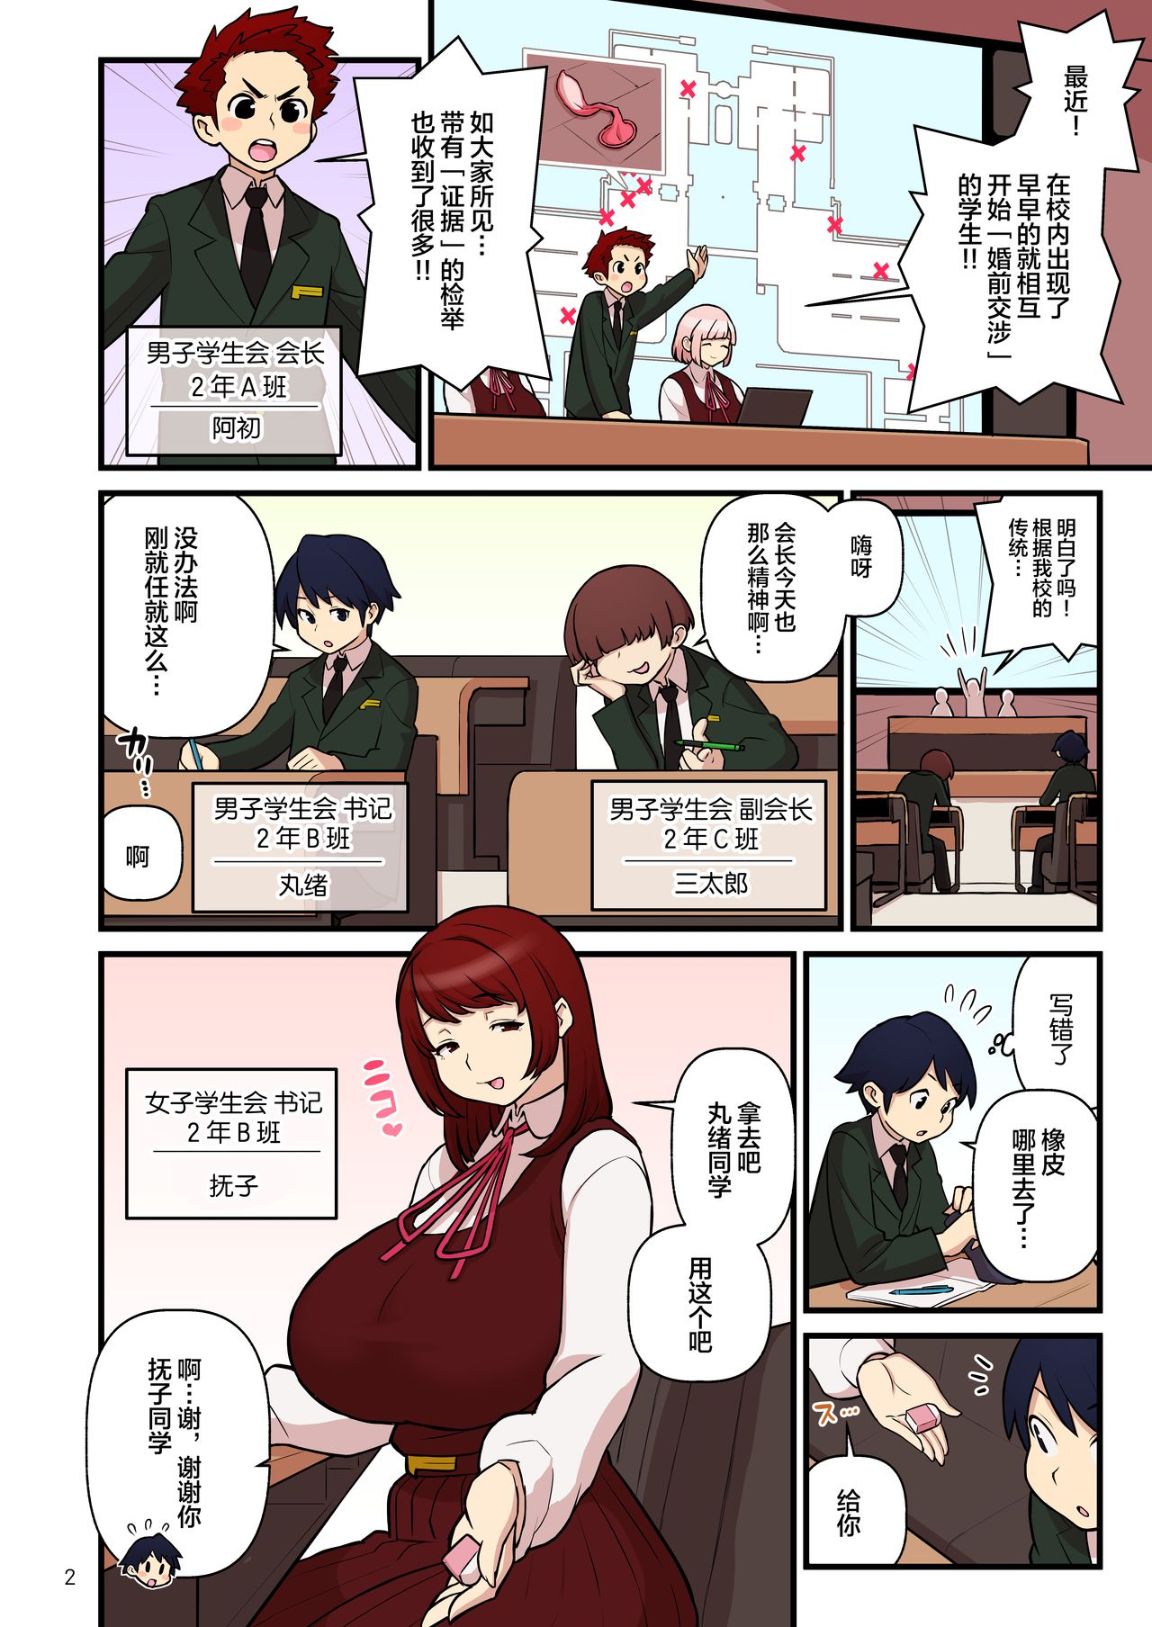 最近！
在校内出现了
早早的就相互
开始「婚前交涉」
的学生!!
如大家所见…
带有「证据」的检举
也收到了很多!!
男子学生会 会长
2年A班
阿初
明白了吗！
根据我校的
传统…
嗨呀
会长今天也
那么精神啊…
男子学生会 副会长
2年C班
三太郎
没办法啊
刚就任就这么…
カリ…
啊
男子学生会 书记
2年B班
丸绪
写错了
橡皮
哪里去了…
ス…
给你
拿去吧
丸绪同学
用这个吧
ニコ♥
女子学生会 书记
2年B班
抚子
啊…谢，谢谢你
抚子同学
2